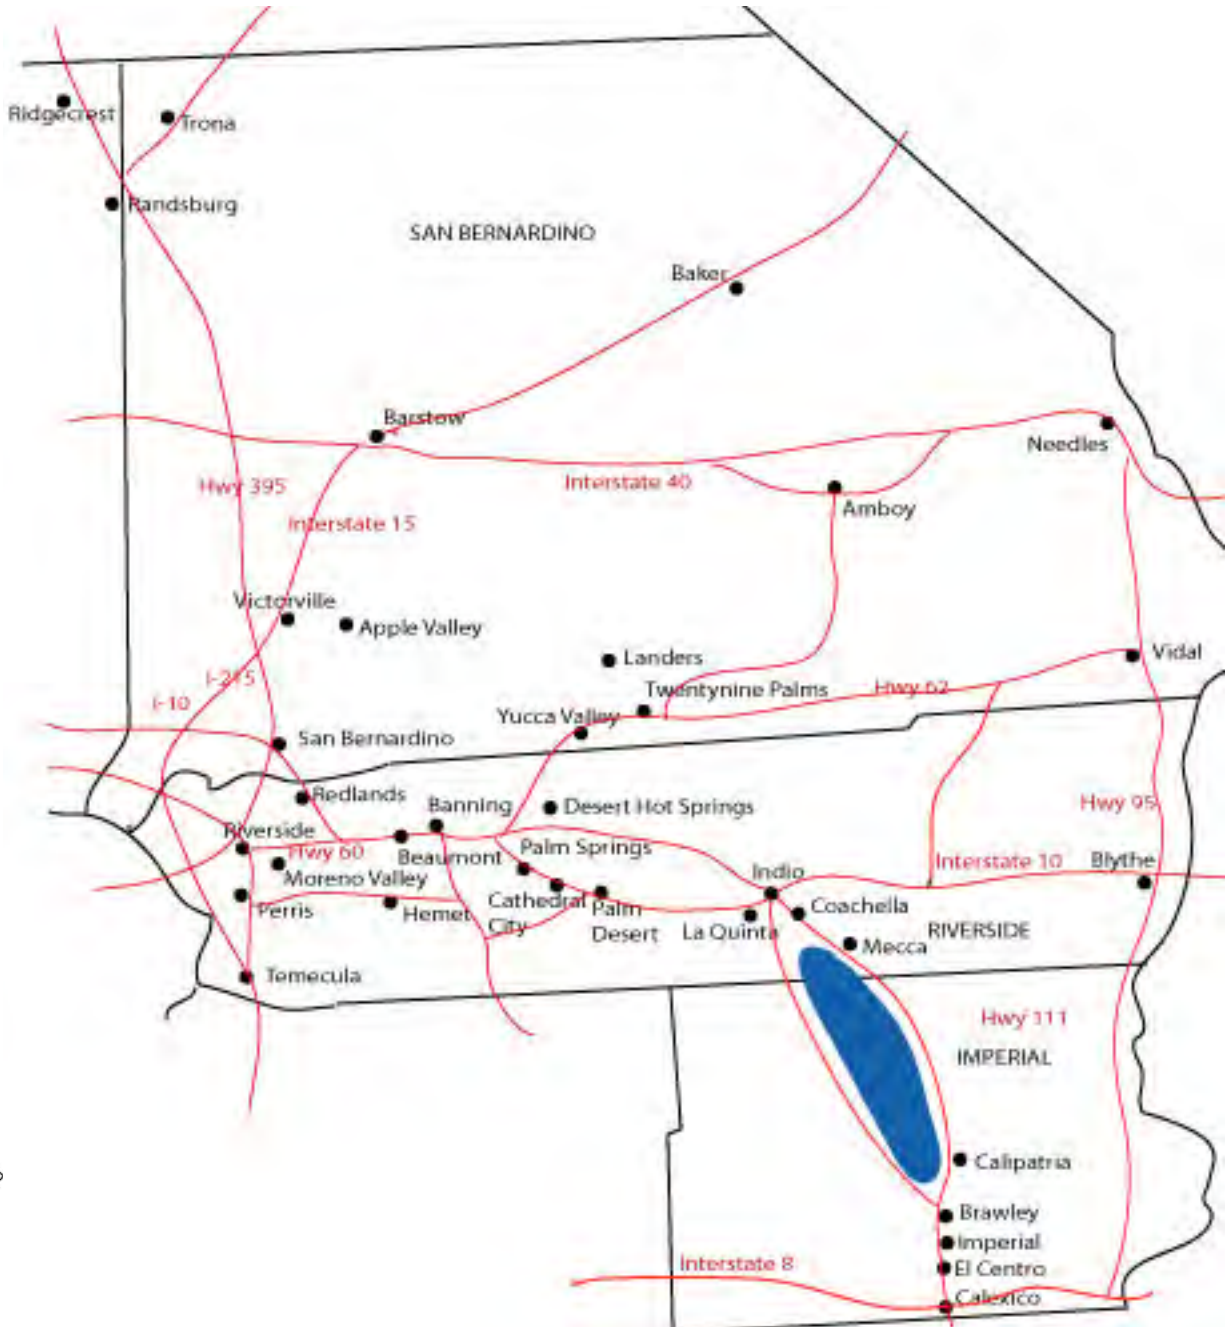 Ridgecrest
Trona
Randsburg
SAN BERNARDINO
Baker
Barstow
Needles
Hwy 395
Interstate 40
Amboy
Interstate 15
Victorville
Apple Valley
Landers
Vidal
I-215
Twentynine Palms
Hwy 62
I-10
Yucca Valley
San Bernardino
Redlands
Banning
Desert Hot Springs
Hwy 95
Riverside
Hwy 60
Beaumont
Palm Springs
Interstate 10
Blythe
Indio
Moreno Valley
Perris
Hemet
Cathedral
City
Palm
Desert
La Quinta
Coachella
RIVERSIDE
Mecca
Temecula
Hwy 111
IMPERIAL
Calipatria
Brawley
Imperial
Interstate 8
El Centro
Calexico